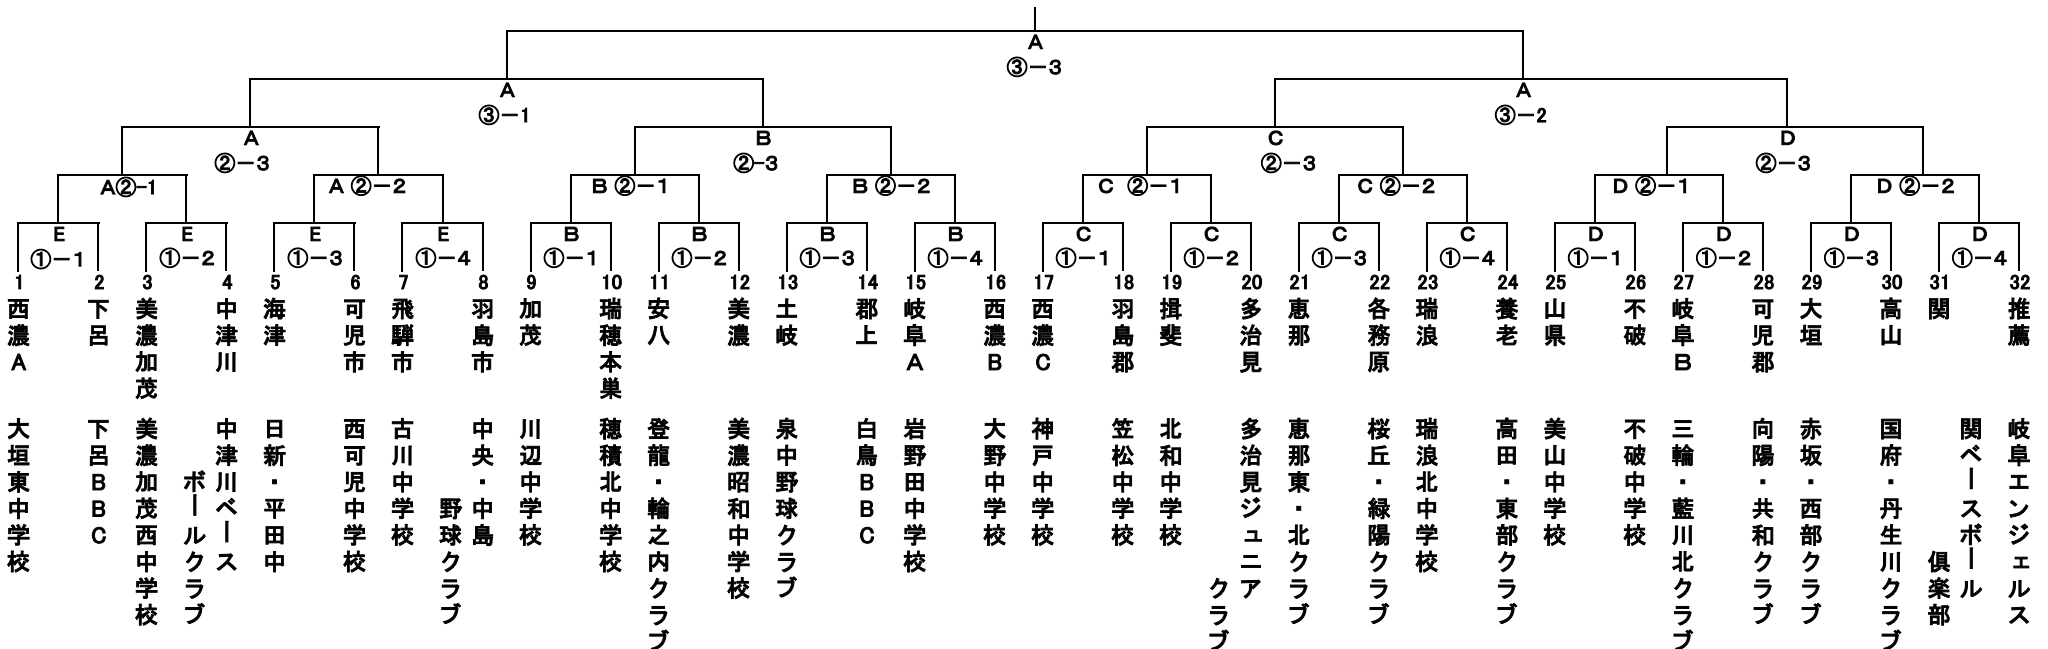 A
③－3
A
③－1
A
③－2
A
②－3
B
②-3
C
②－3
D
②－3
A②-1
A ②－2
B ②－1
B ②－2
C ②－1
C ②－2
D ②－1
D ②－2
E
①－1
E
①－2
E
①－3
E
①－4
B
①－1
B
①－2
B
①－3
B
①－4
C
①－1
C
①－2
C
①－3
C
①－4
D
①－1
D
①－2
D
①－3
D
①－4
1
西濃A
大垣東中学校
2
下呂
下呂BBC
3
美濃加茂
美濃加茂西中学校
4
中津川
中津川ベース
ボールクラブ
5
海津
日新・平田中
6
可児市
西可児中学校
7
飛騨市
古川中学校
8
羽島市
中央・中島
野球クラブ
9
加茂
川辺中学校
10
瑞穂本巣
穂積北中学校
11
安八
登龍・輪之内クラブ
12
美濃
美濃昭和中学校
13
土岐
泉中野球クラブ
14
郡上
白鳥BBC
15
岐阜A
岩野田中学校
16
西濃B
大野中学校
17
西濃C
神戸中学校
18
羽島郡
笠松中学校
19
揖斐
北和中学校
20
多治見
多治見ジュニア
クラブ
21
恵那
恵那東・北クラブ
22
各務原
桜丘・緑陽クラブ
23
瑞浪
瑞浪北中学校
24
養老
高田・東部クラブ
25
山県
美山中学校
26
不破
不破中学校
27
岐阜B
三輪・藍川北クラブ
28
可児郡
向陽・共和クラブ
29
大垣
赤坂・西部クラブ
30
高山
国府・丹生川クラブ
31
関
関ベースボール
倶楽部
32
推薦
岐阜エンジェルス